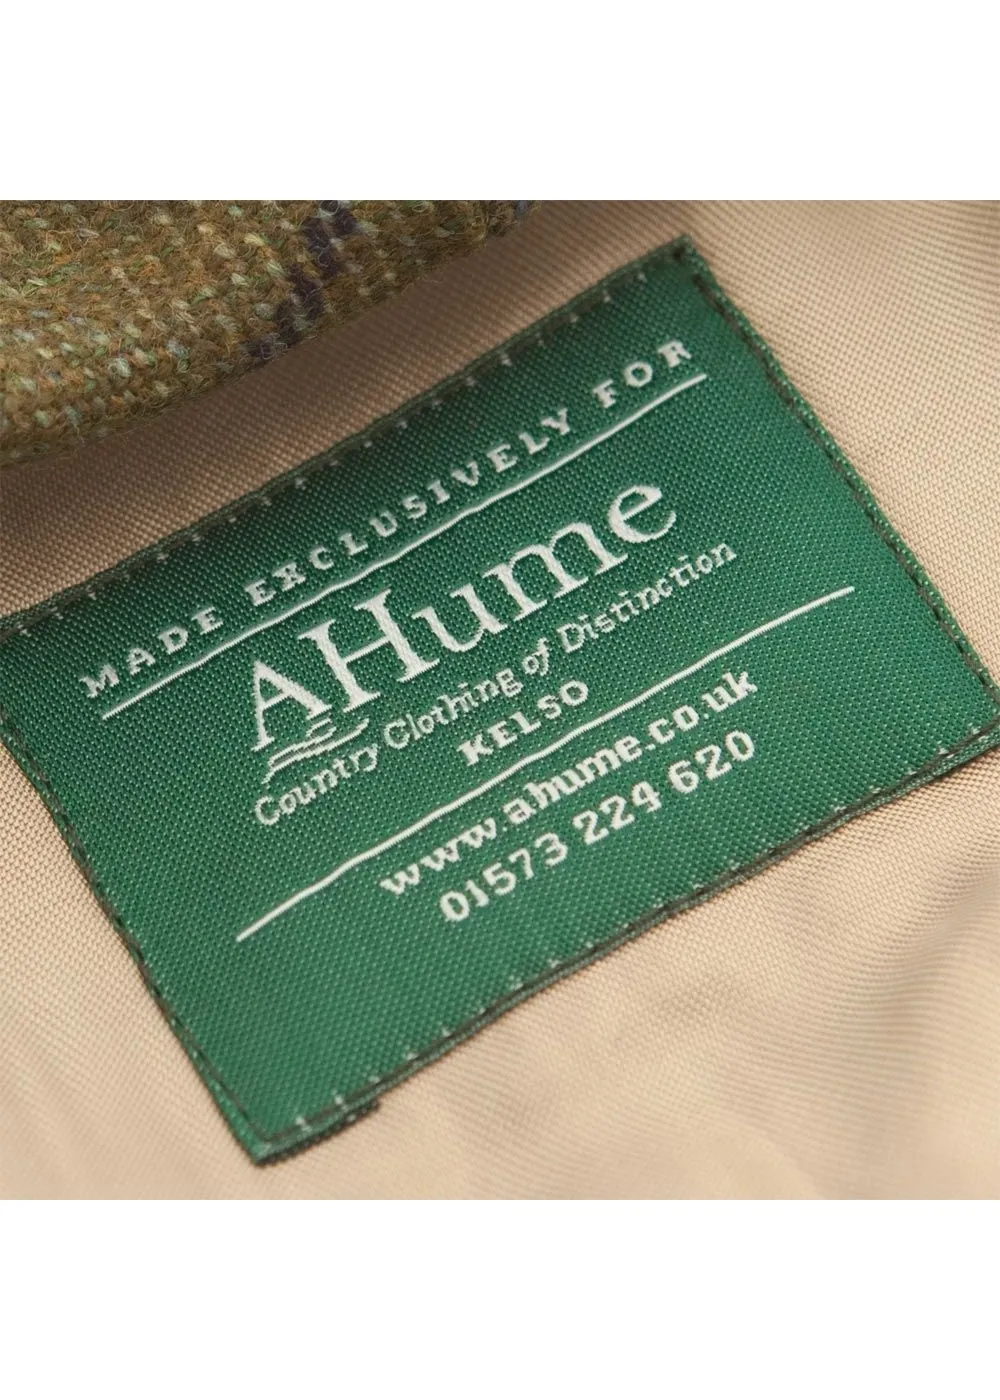 MADE EXCLUSIVELY FOR
AHume
Country Clothing of Distinction
KELSO
www.ahume.co.uk
01573 224 620